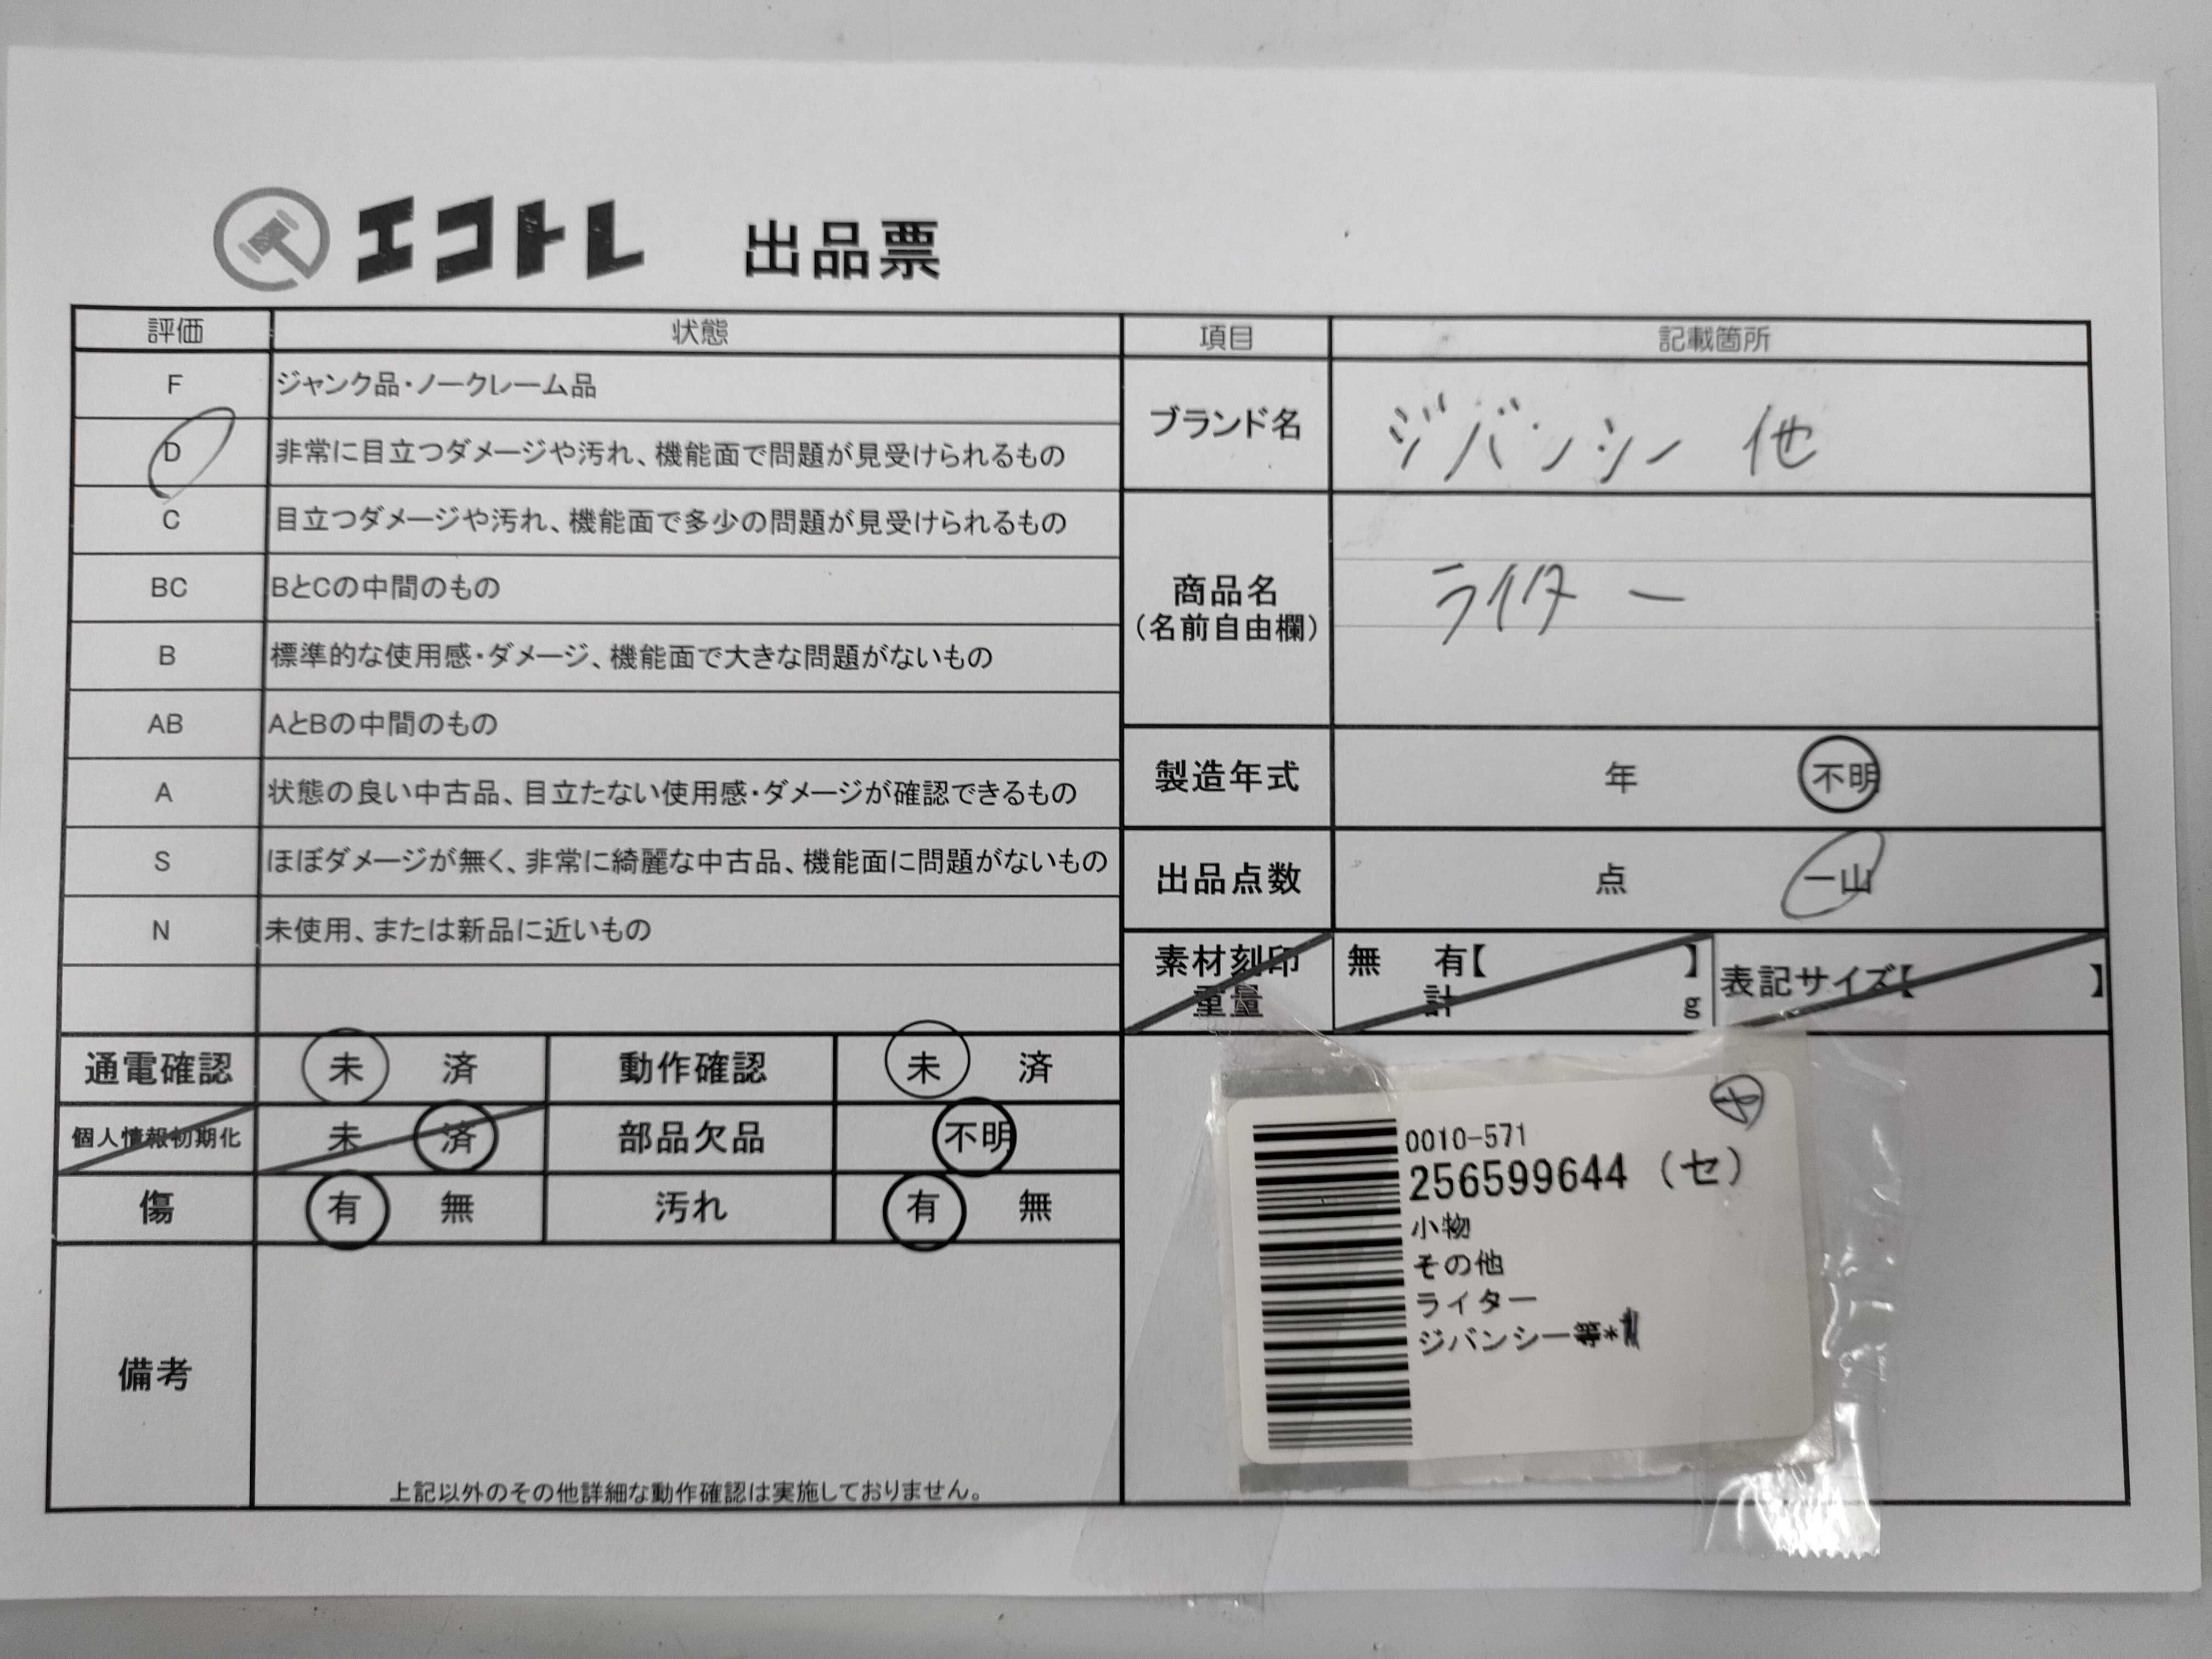 エコトレ 出品票
評価 状態 項目 記載箇所
F ジャンク品・ノークレーム品
D 非常に目立つダメージや汚れ、機能面で問題が見受けられるもの
C 目立つダメージや汚れ、機能面で多少の問題が見受けられるもの
BC BとCの中間のもの
B 標準的な使用感・ダメージ、機能面で大きな問題がないもの
AB AとBの中間のもの
A 状態の良い中古品、目立たない使用感・ダメージが確認できるもの
S ほぼダメージが無く、非常に綺麗な中古品、機能面に問題がないもの
N 未使用、または新品に近いもの
ブランド名 ジバンシー 他
商品名 ライター
(名前自由欄)
製造年式 年 不明
出品点数 点 一山
素材刻印 無 有【 】 表記サイズ【 】
重量 計 g
通電確認 未 済 動作確認 未 済
個人情報初期化 未 済 部品欠品 不明
傷 有 無 汚れ 有 無
備考
上記以外のその他詳細な動作確認は実施しておりません。
0010-571
256599644 (セ)
小物
その他
ライター
ジバンシー等*